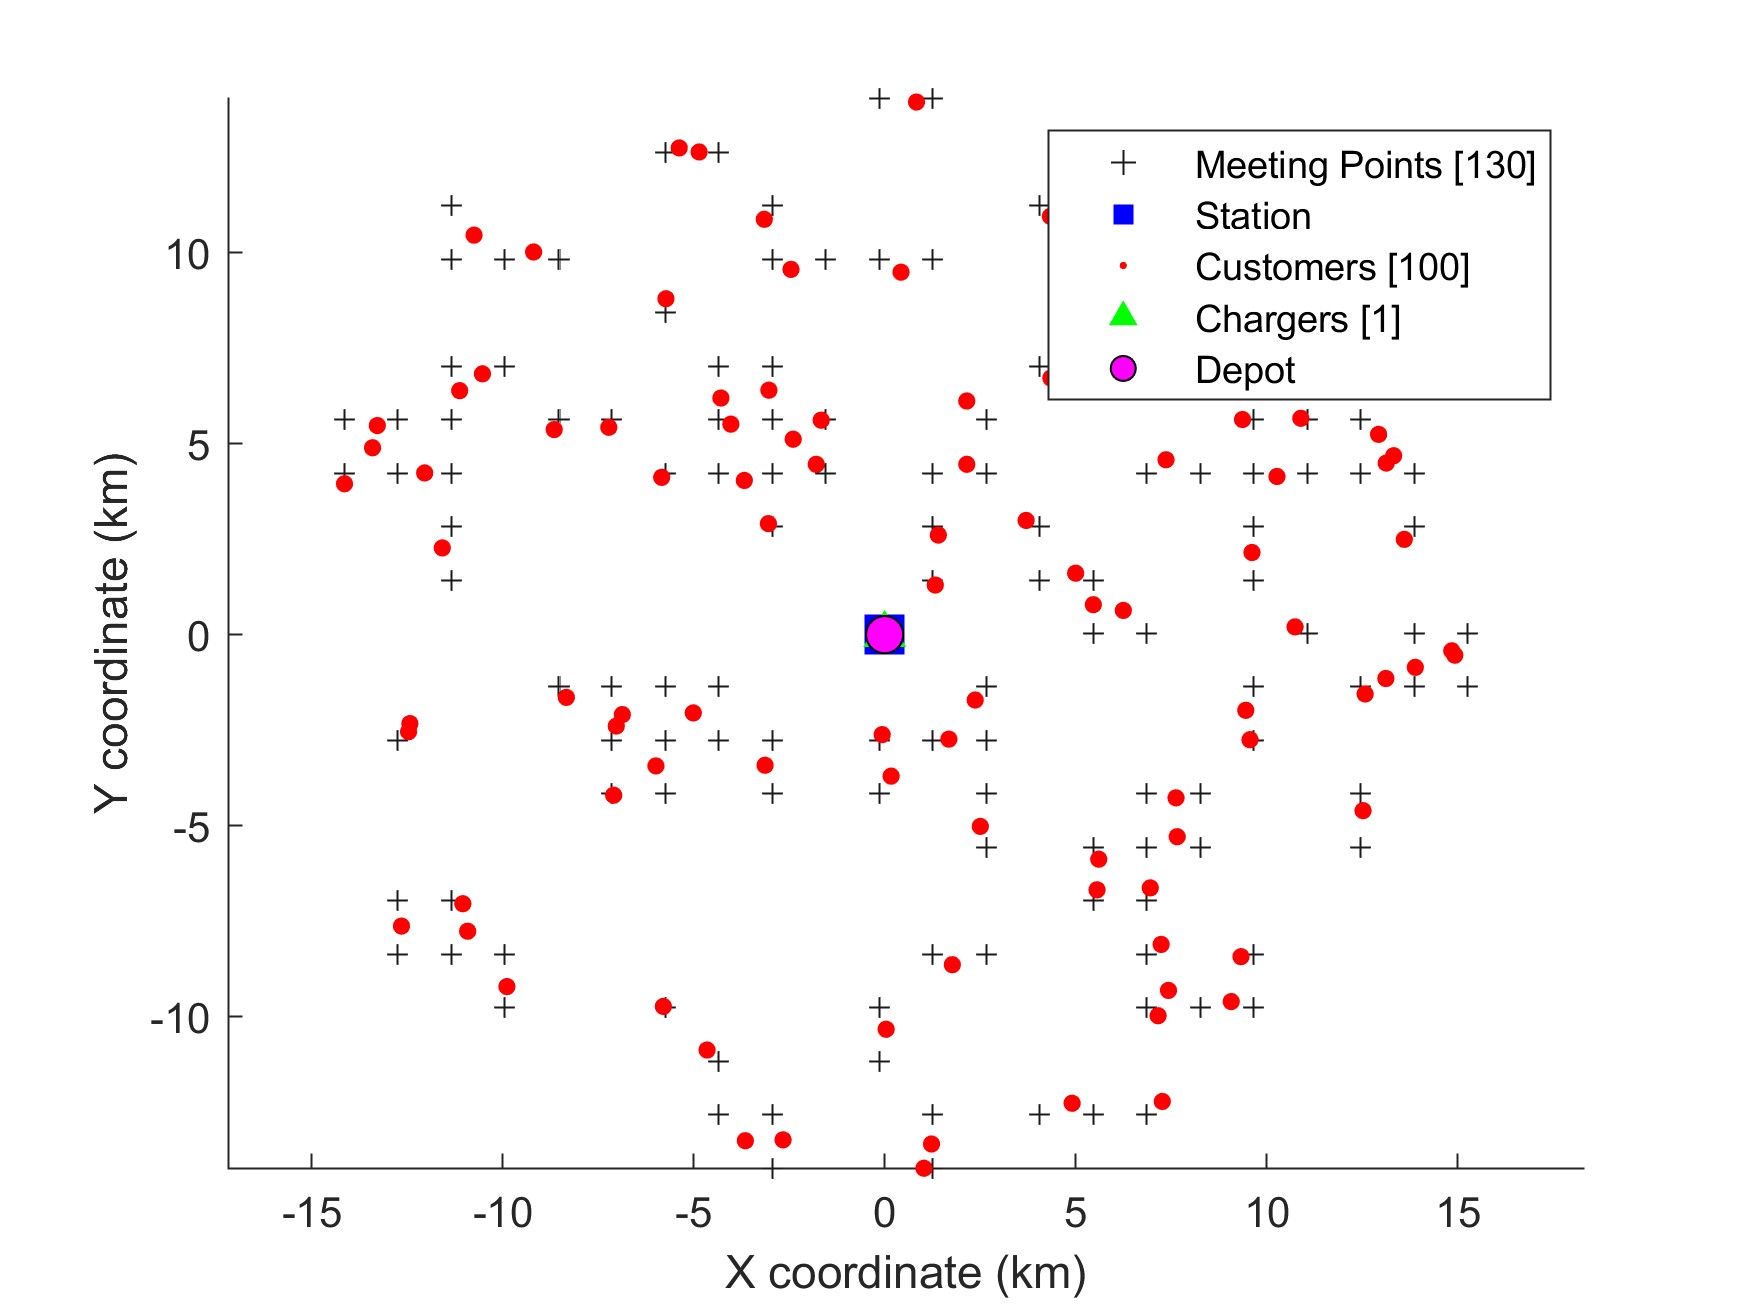 Meeting Points [130]
Station
Customers [100]
Chargers [1]
Depot
10
5
0
-5
-10
Y coordinate (km)
-15 -10 -5 0 5 10 15
X coordinate (km)